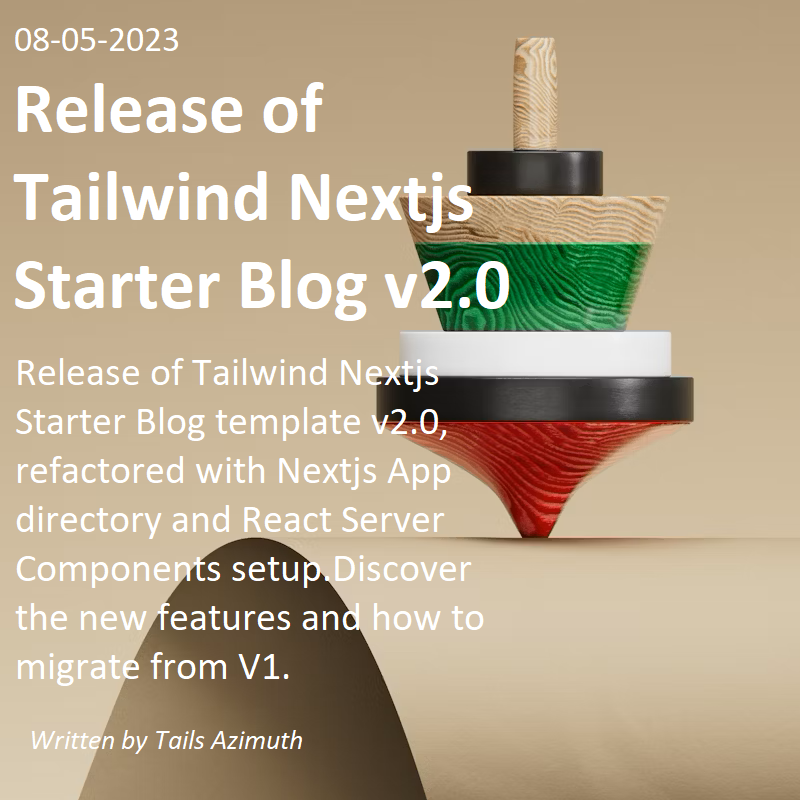 08-05-2023
Release of
Tailwind Nextjs
Starter Blog v2.0
Release of Tailwind Nextjs
Starter Blog template v2.0,
refactored with Nextjs App
directory and React Server
Components setup.Discover
the new features and how to
migrate from V1.
Written by Tails Azimuth